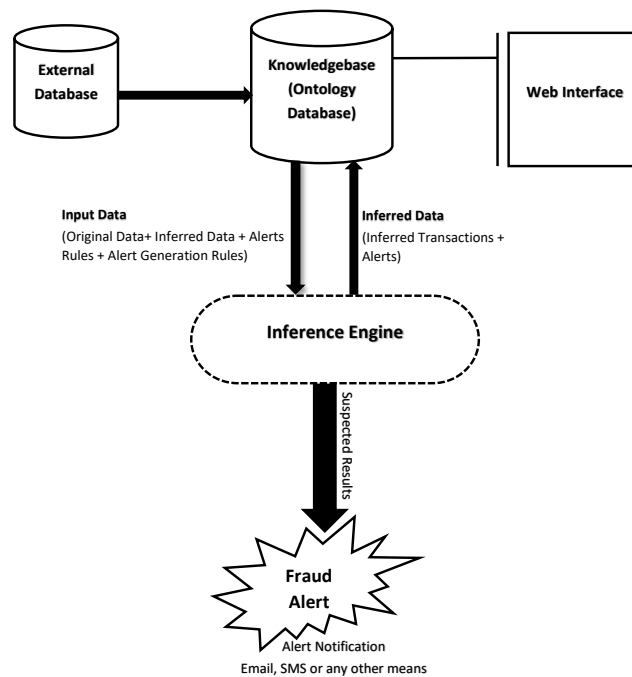 External
Database
Knowledgebase
(Ontology
Database)
Web Interface
Input Data
(Original Data+ Inferred Data + Alerts
Rules + Alert Generation Rules)
Inferred Data
(Inferred Transactions +
Alerts)
Inference Engine
Suspected Results
Fraud
Alert
Alert Notification
Email, SMS or any other means